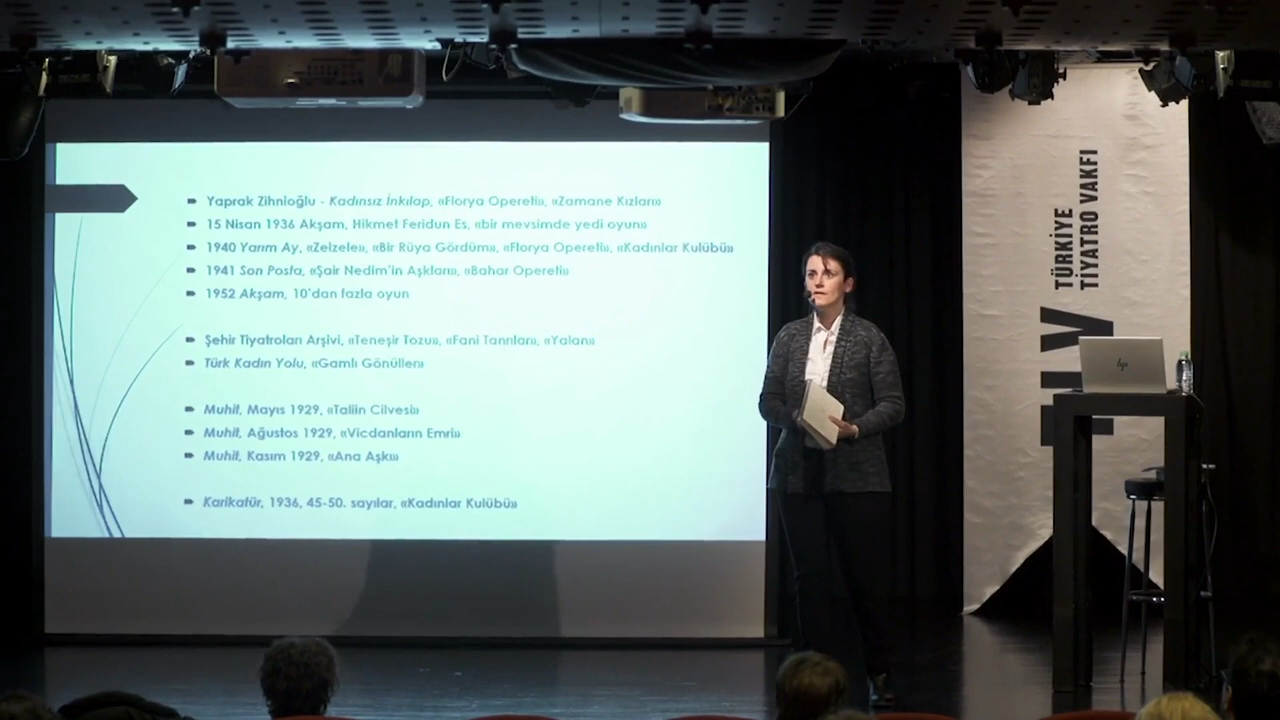 Yaprak Zihnioğlu - Kadınsız İnkılap, «Florya Opereti», «Zamane Kızları»
15 Nisan 1936 Akşam, Hikmet Feridun Es, «bir mevsimde yedi oyun»
1940 Yarım Ay, «Zelzele», «Bir Rüya Gördüm», «Florya Opereti», «Kadınlar Kulübü»
1941 Son Posta, «Şair Nedim'in Aşkları», «Bahar Opereti»
1952 Akşam, 10'dan fazla oyun
Şehir Tiyatroları Arşivi, «Teneşir Tozu», «Fani Tanrılar», «Yalan»
Türk Kadın Yolu, «Gamlı Gönüller»
Muhit, Mayıs 1929, «Taliin Cilvesi»
Muhit, Ağustos 1929, «Vicdanların Emri»
Muhit, Kasım 1929, «Ana Aşkı»
Karikatür, 1936, 45-50. sayılar, «Kadınlar Kulübü»
TÜRKİYE
TİYATRO VAKFI
hp